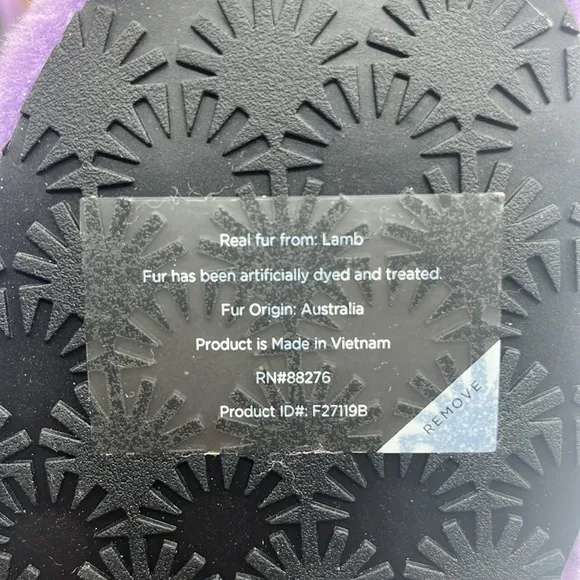 Real fur from: Lamb
Fur has been artificially dyed and treated.
Fur Origin: Australia
Product is Made in Vietnam
RN#88276
Product ID#: F27119B
REMOVE